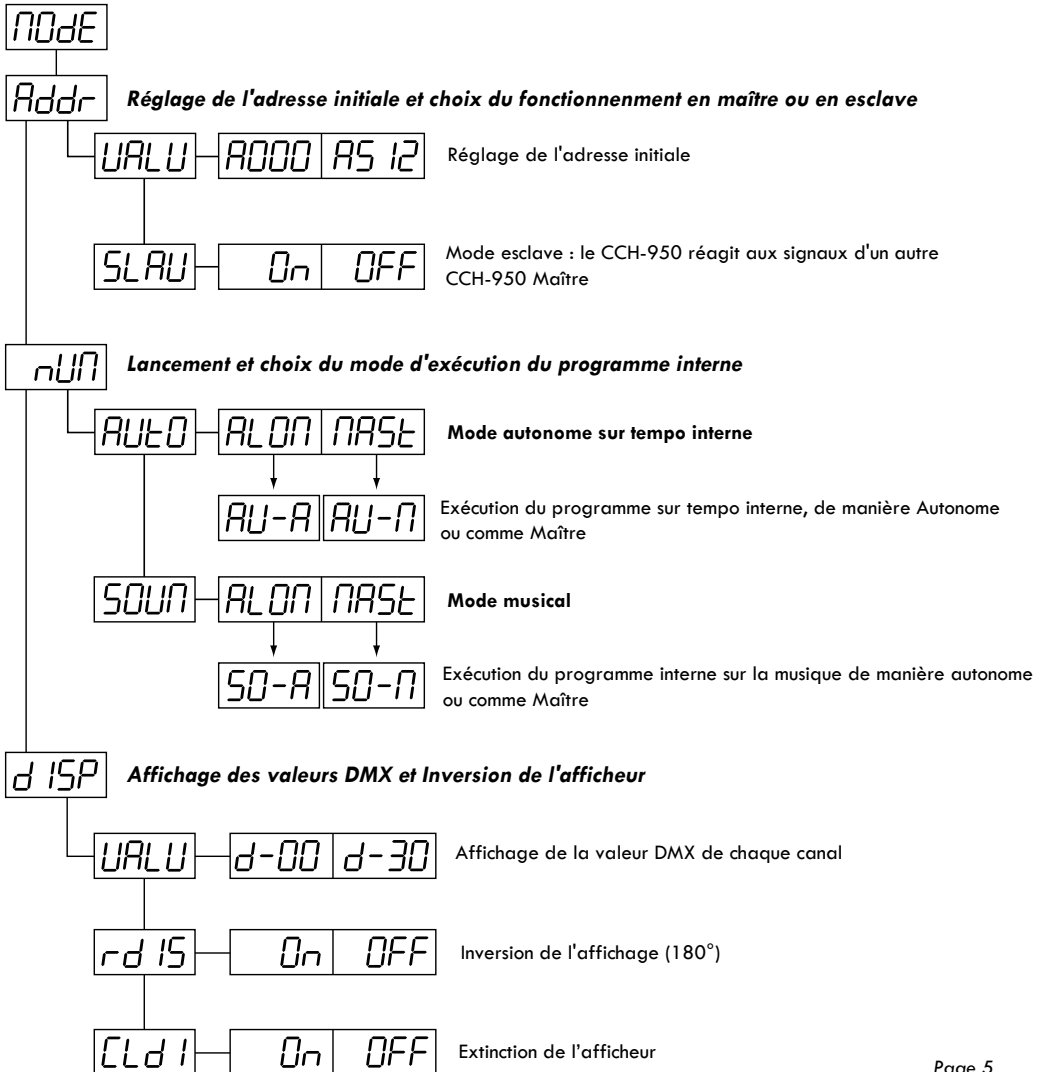 MOdE
Addr Réglage de l'adresse initiale et choix du fonctionnenment en maître ou en esclave
VALU A000 A512 Réglage de l'adresse initiale
SLAV On OFF Mode esclave : le CCH-950 réagit aux signaux d'un autre
CCH-950 Maître
rUN Lancement et choix du mode d'exécution du programme interne
AUtO ALON MASt Mode autonome sur tempo interne
AU-A AU-M Exécution du programme sur tempo interne, de manière Autonome
ou comme Maître
SOUN ALON MASt Mode musical
SO-A SO-M Exécution du programme interne sur la musique de manière autonome
ou comme Maître
dISP Affichage des valeurs DMX et Inversion de l'afficheur
VALU d-00 d-30 Affichage de la valeur DMX de chaque canal
rdIS On OFF Inversion de l'affichage (180°)
CLdI On OFF Extinction de l'afficheur
Page 5